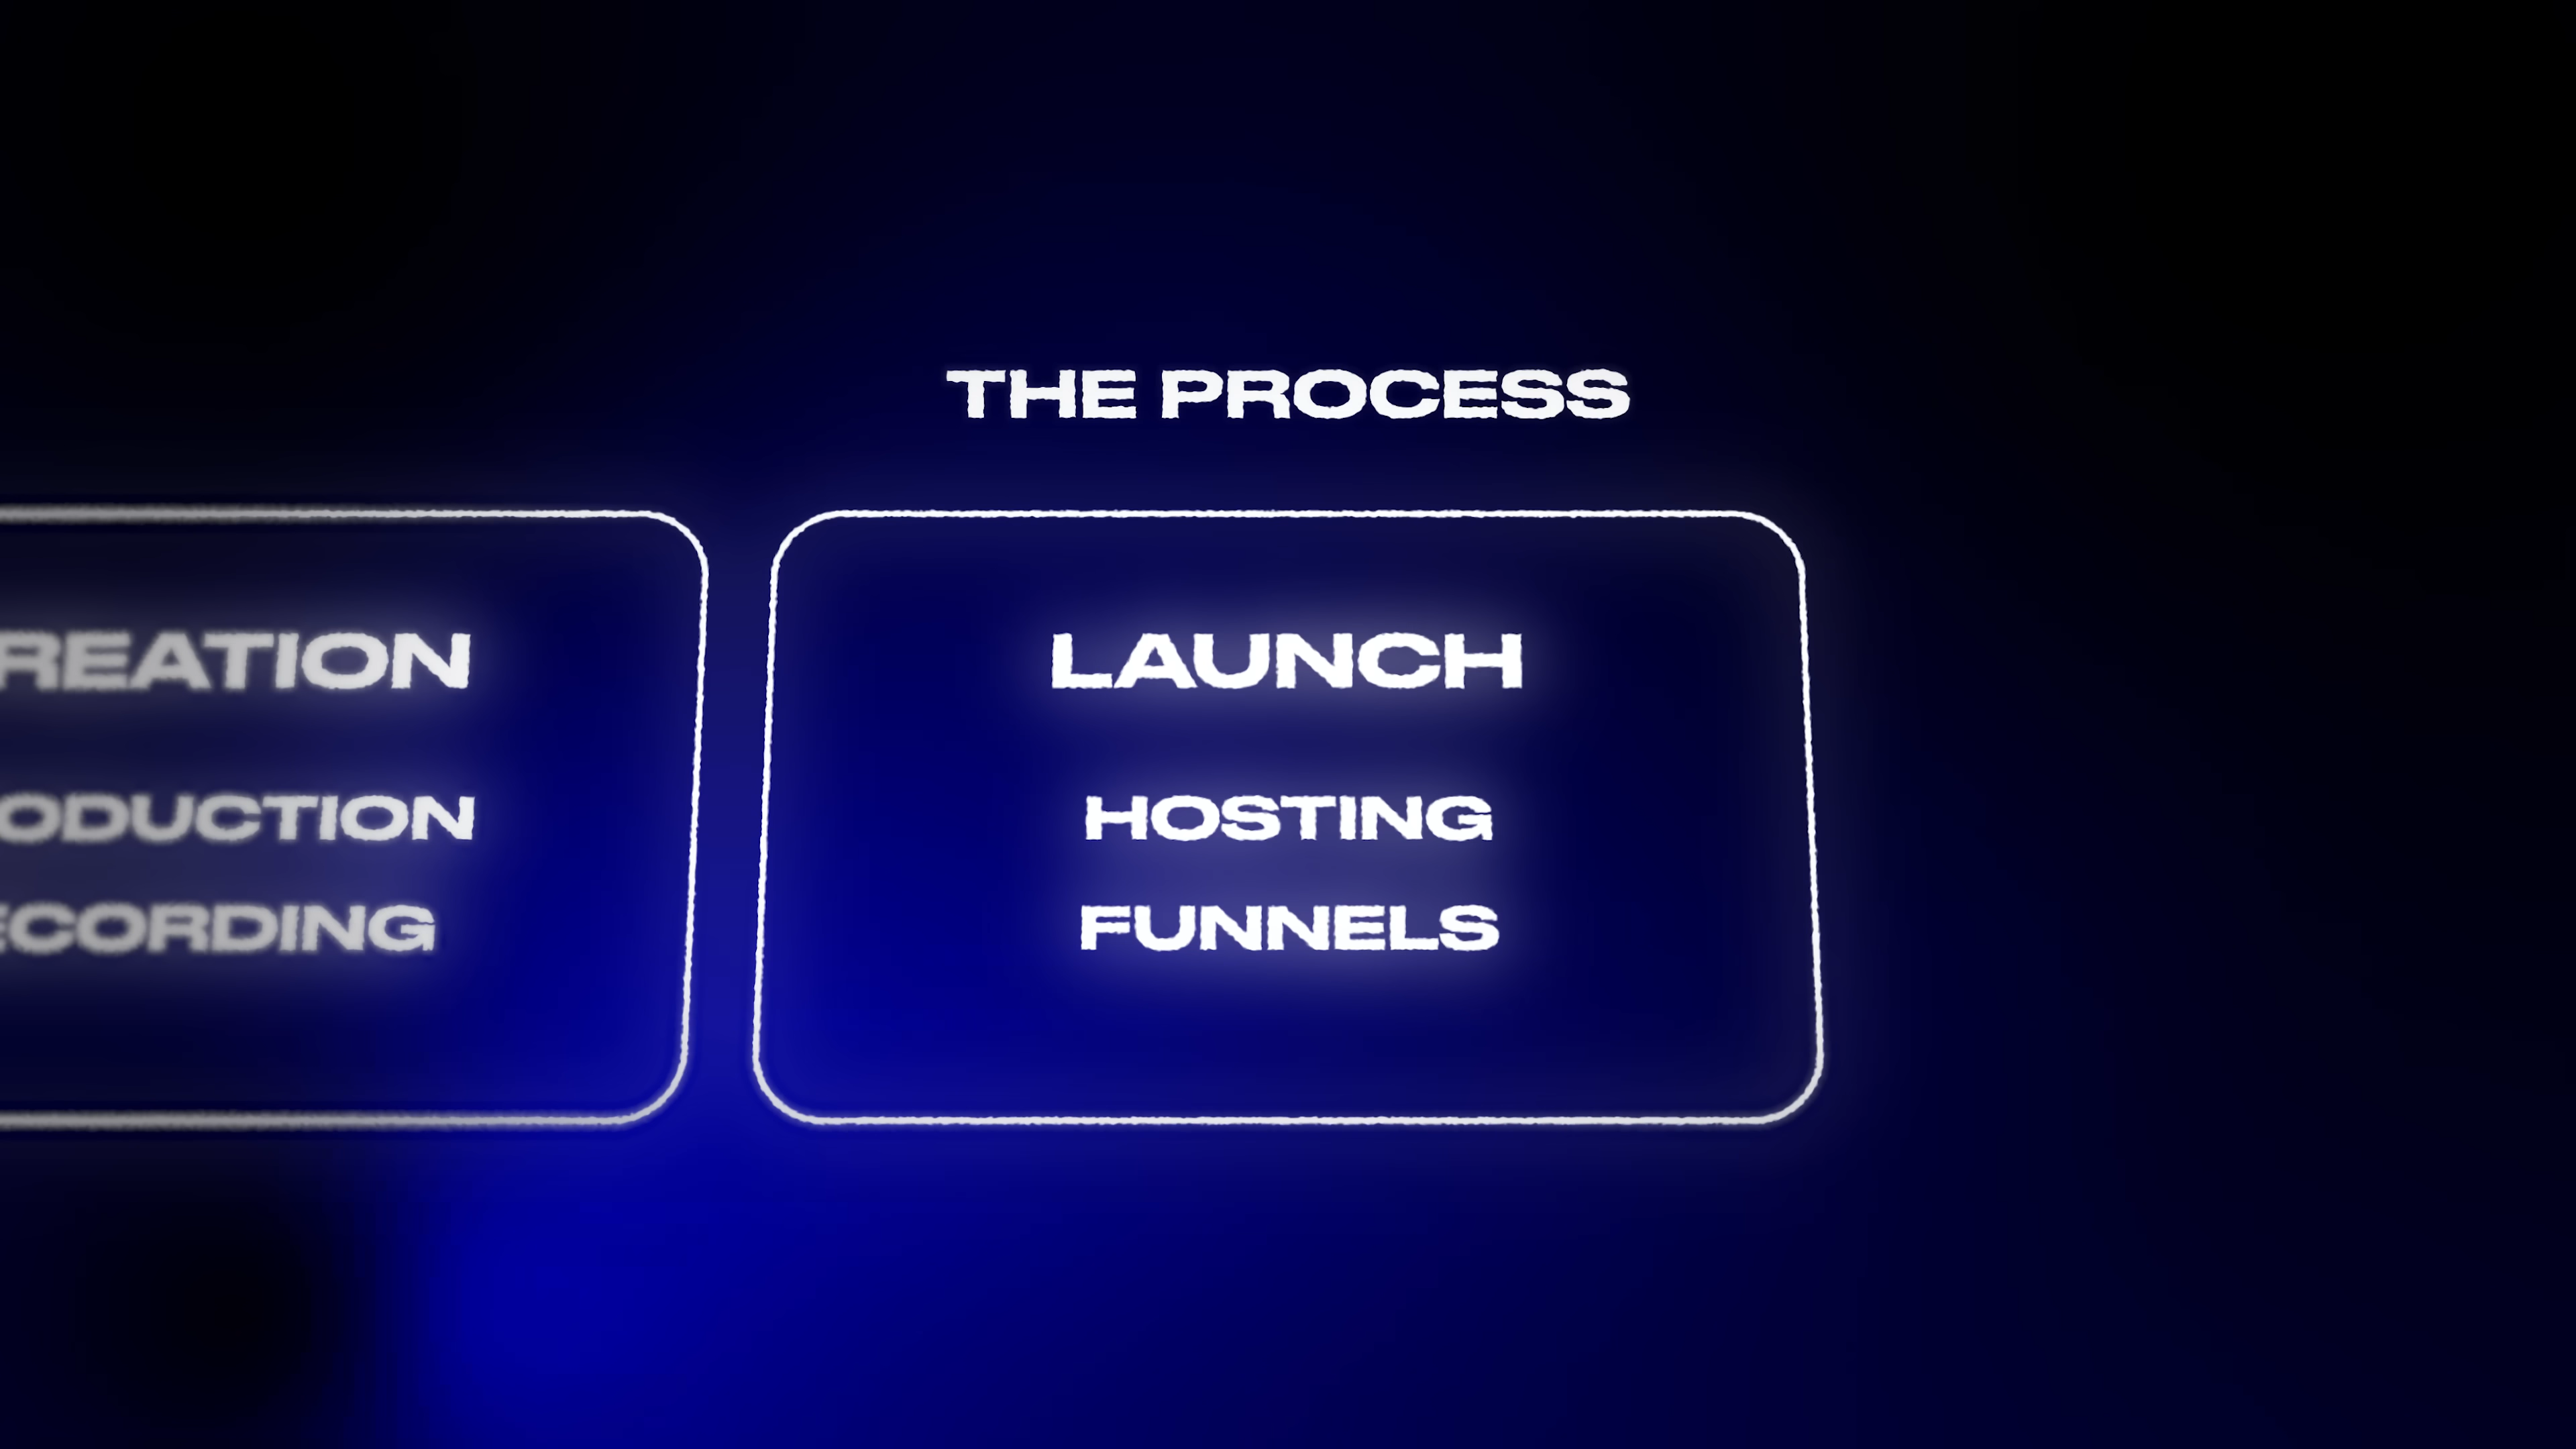 THE PROCESS
REATION
ODUCTION
ECORDING
LAUNCH
HOSTING
FUNNELS